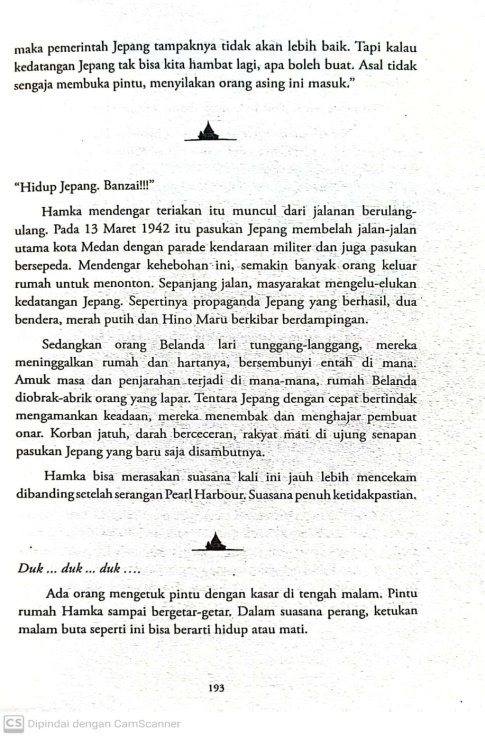 maka pemerintah Jepang tampaknya tidak akan lebih baik. Tapi kalau
kedatangan Jepang tak bisa kita hambat lagi, apa boleh buat. Asal tidak
sengaja membuka pintu, menyilakan orang asing ini masuk.”
“Hidup Jepang. Banzai!!!”
Hamka mendengar teriakan itu muncul dari jalanan berulang-
ulang. Pada 13 Maret 1942 itu pasukan Jepang membelah jalan-jalan
utama kota Medan dengan parade kendaraan militer dan juga pasukan
bersepeda. Mendengar kehebohan ini, semakin banyak orang keluar
rumah untuk menonton. Sepanjang jalan, masyarakat mengelu-elukan
kedatangan Jepang. Sepertinya propaganda Jepang yang berhasil, dua
bendera, merah putih dan Hino Maru berkibar berdampingan.
Sedangkan orang Belanda lari tunggang-langgang, mereka
meninggalkan rumah dan hartanya, bersembunyi entah di mana.
Amuk masa dan penjarahan terjadi di mana-mana, rumah Belanda
diobrak-abrik orang yang lapar. Tentara Jepang dengan cepat bertindak
mengamankan keadaan, mereka menembak dan menghajar pembuat
onar. Korban jatuh, darah berceceran, rakyat mati di ujung senapan
pasukan Jepang yang baru saja disambutnya.
Hamka bisa merasakan suasana kali ini jauh lebih mencekam
dibanding setelah serangan Pearl Harbour. Suasana penuh ketidakpastian.
Duk ... duk ... duk ....
Ada orang mengetuk pintu dengan kasar di tengah malam. Pintu
rumah Hamka sampai bergetar-getar. Dalam suasana perang, ketukan
malam buta seperti ini bisa berarti hidup atau mati.
193
CS Dipindai dengan CamScanner